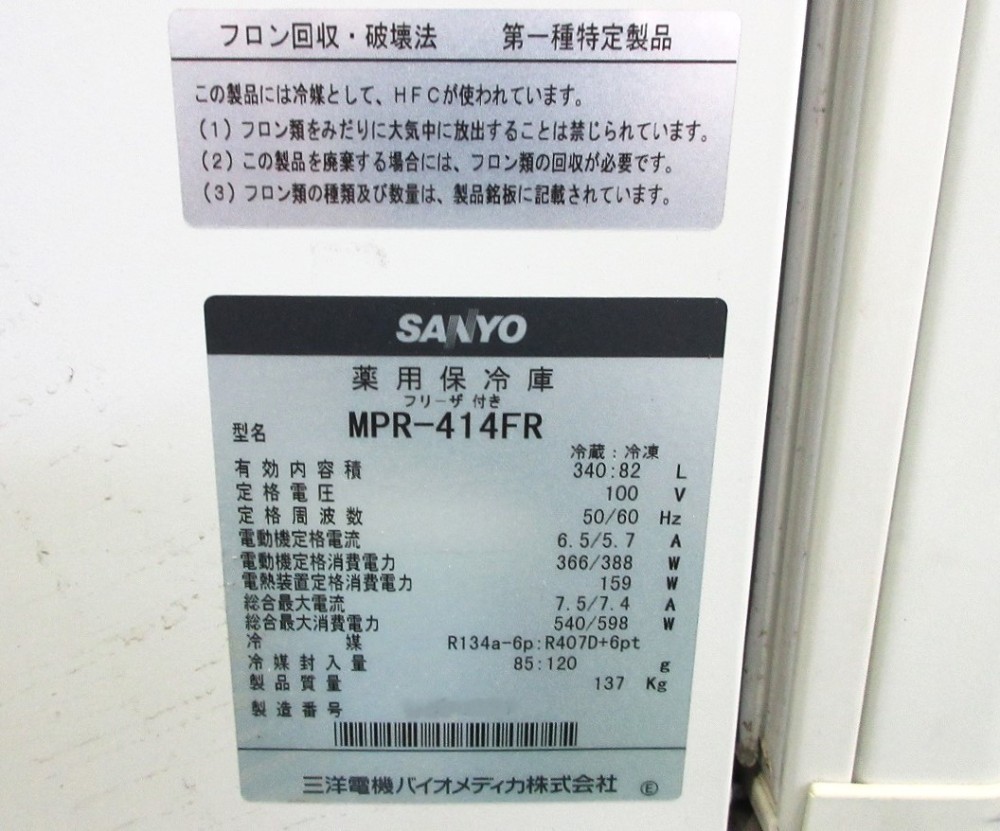 フロン回収・破壊法 第一種特定製品
この製品には冷媒として、HFCが使われています。
(1) フロン類をみだりに大気中に放出することは禁じられています。
(2) この製品を廃棄する場合には、フロン類の回収が必要です。
(3) フロン類の種類及び数量は、製品銘板に記載されています。
SANYO
薬用保冷庫
フリーザ 付き
型名 MPR-414FR
冷蔵:冷凍
有効内容積 340:82 L
定格電圧 100 V
定格周波数 50/60 Hz
電動機定格電流 6.5/5.7 A
電動機定格消費電力 366/388 W
電熱装置定格消費電力 159 W
総合最大電流 7.5/7.4 A
総合最大消費電力 540/598 W
冷媒 R134a-6p:R407D+6pt
冷媒封入量 85:120 g
製品質量 137 Kg
製造番号
三洋電機バイオメディカ株式会社 Ⓔ